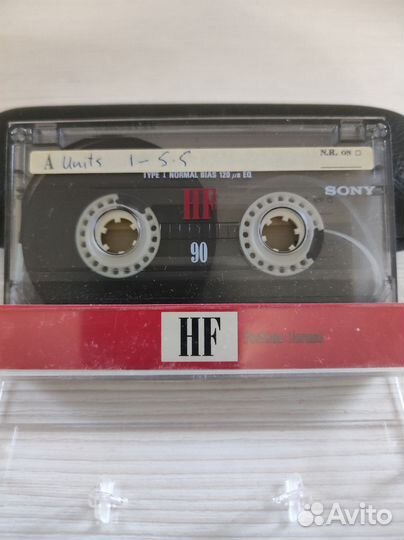 A Units 1-5.5 N.R. ON □
TYPE I NORMAL BIAS 120 µs EQ
HF SONY
90
HF
Avito